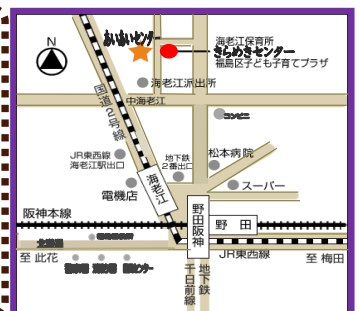 N
あいあいセンター
海老江保育所
きらめきセンター
福島区子ども子育てプラザ
海老江派出所
中海老江
国道2号線
コンビニ
JR東西線
海老江駅出口
地下鉄
2番出口
松本病院
海老江
電機店
スーパー
阪神本線
野田阪神
野田
北港通
JR東西線
至 此花
至 梅田
地下鉄
千日前線